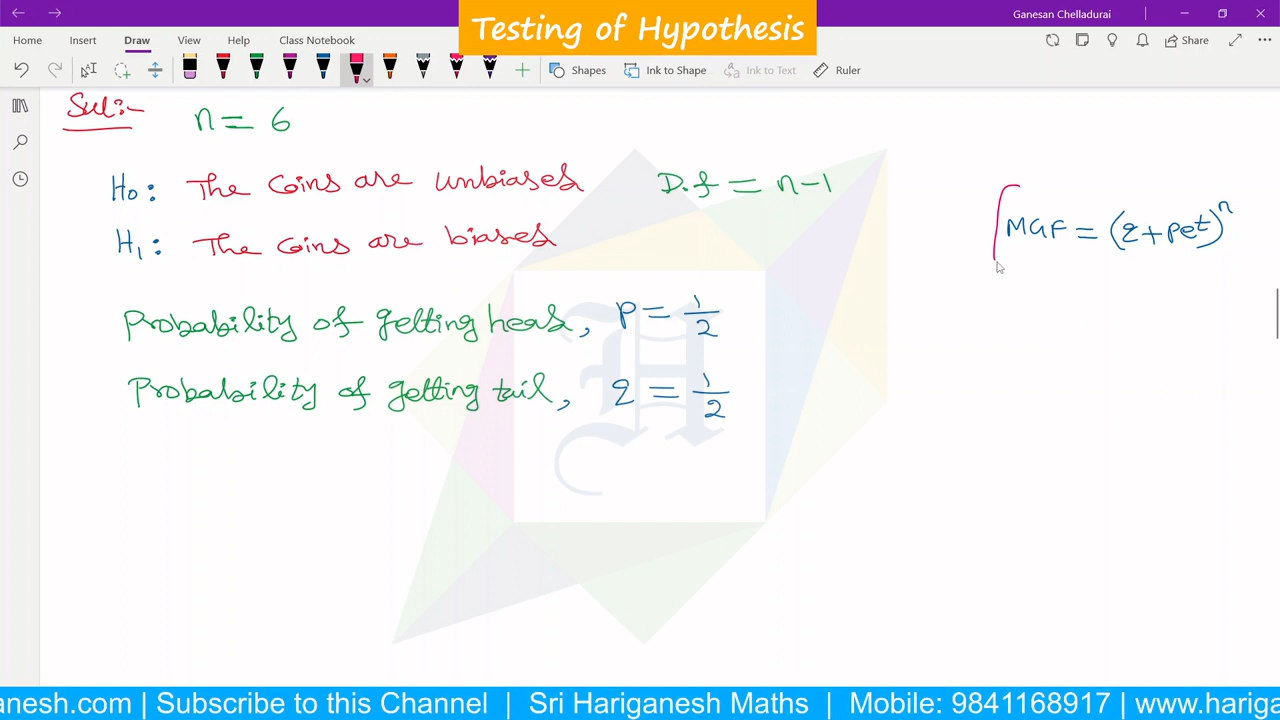 Testing of Hypothesis
Ganesan Chelladurai
Home Insert Draw View Help Class Notebook
Share
Shapes Ink to Shape Ink to Text Ruler
Sol:-
n = 6
H0: The Coins are unbiased D.f = n-1
H1: The Coins are biased
MGF = (q+pe^t)^n
Probability of getting head, p = 1/2
Probability of getting tail, q = 1/2
anesh.com | Subscribe to this Channel | Sri Hariganesh Maths | Mobile: 9841168917 | www.hariga